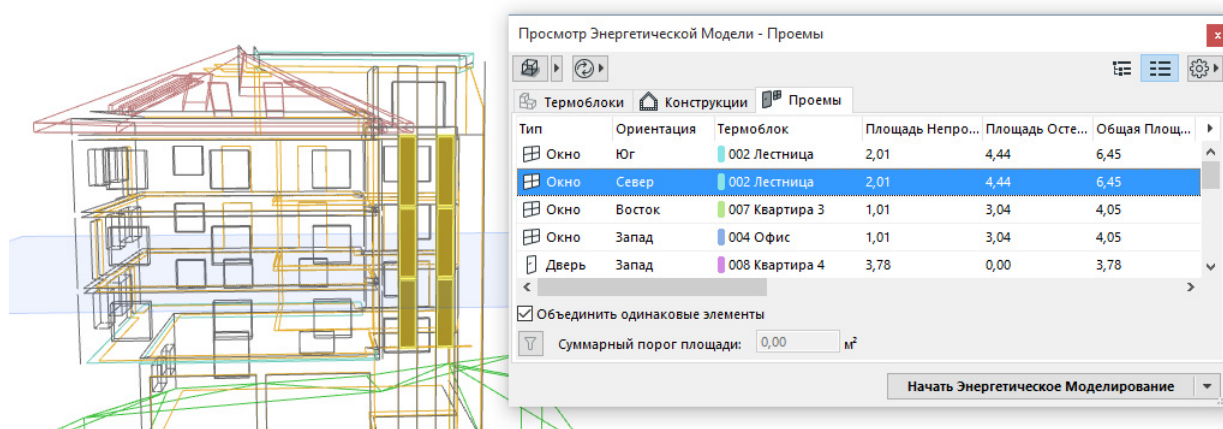 Просмотр Энергетической Модели - Проемы
Термоблоки Конструкции Проемы
Тип Ориентация Термоблок Площадь Непро... Площадь Осте... Общая Площ...
Окно Юг 002 Лестница 2,01 4,44 6,45
Окно Север 002 Лестница 2,01 4,44 6,45
Окно Восток 007 Квартира 3 1,01 3,04 4,05
Окно Запад 004 Офис 1,01 3,04 4,05
Дверь Запад 008 Квартира 4 3,78 0,00 3,78
Объединить одинаковые элементы
Суммарный порог площади: 0,00 м²
Начать Энергетическое Моделирование